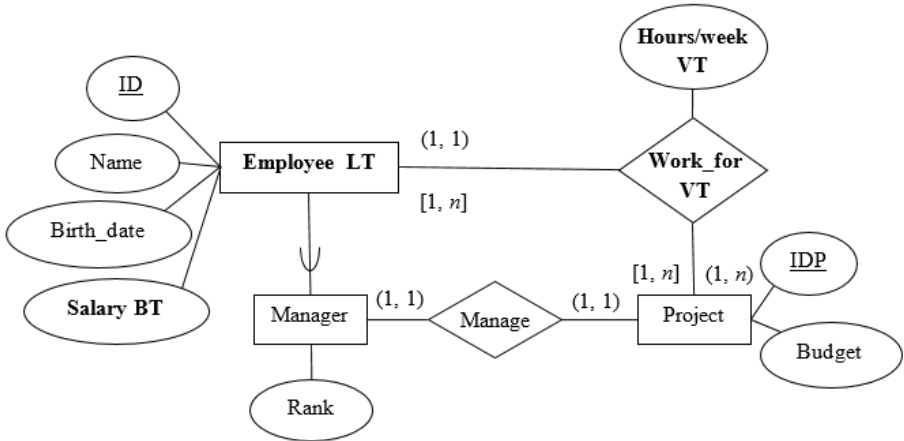 Hours/week
VT
ID
(1, 1)
Name
Employee LT
Work_for
VT
[1, n]
Birth_date
IDP
[1, n] (1, n)
Salary BT
(1, 1)
(1, 1)
Manager
Manage
Project
Budget
Rank